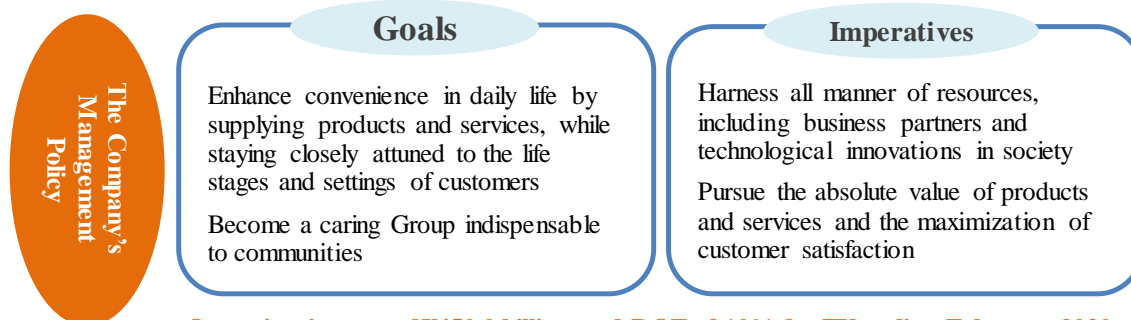 The Company's
Management
Policy
Goals
Enhance convenience in daily life by
supplying products and services, while
staying closely attuned to the life
stages and settings of customers
Become a caring Group indispensable
to communities
Imperatives
Harness all manner of resources,
including business partners and
technological innovations in society
Pursue the absolute value of products
and services and the maximization of
customer satisfaction